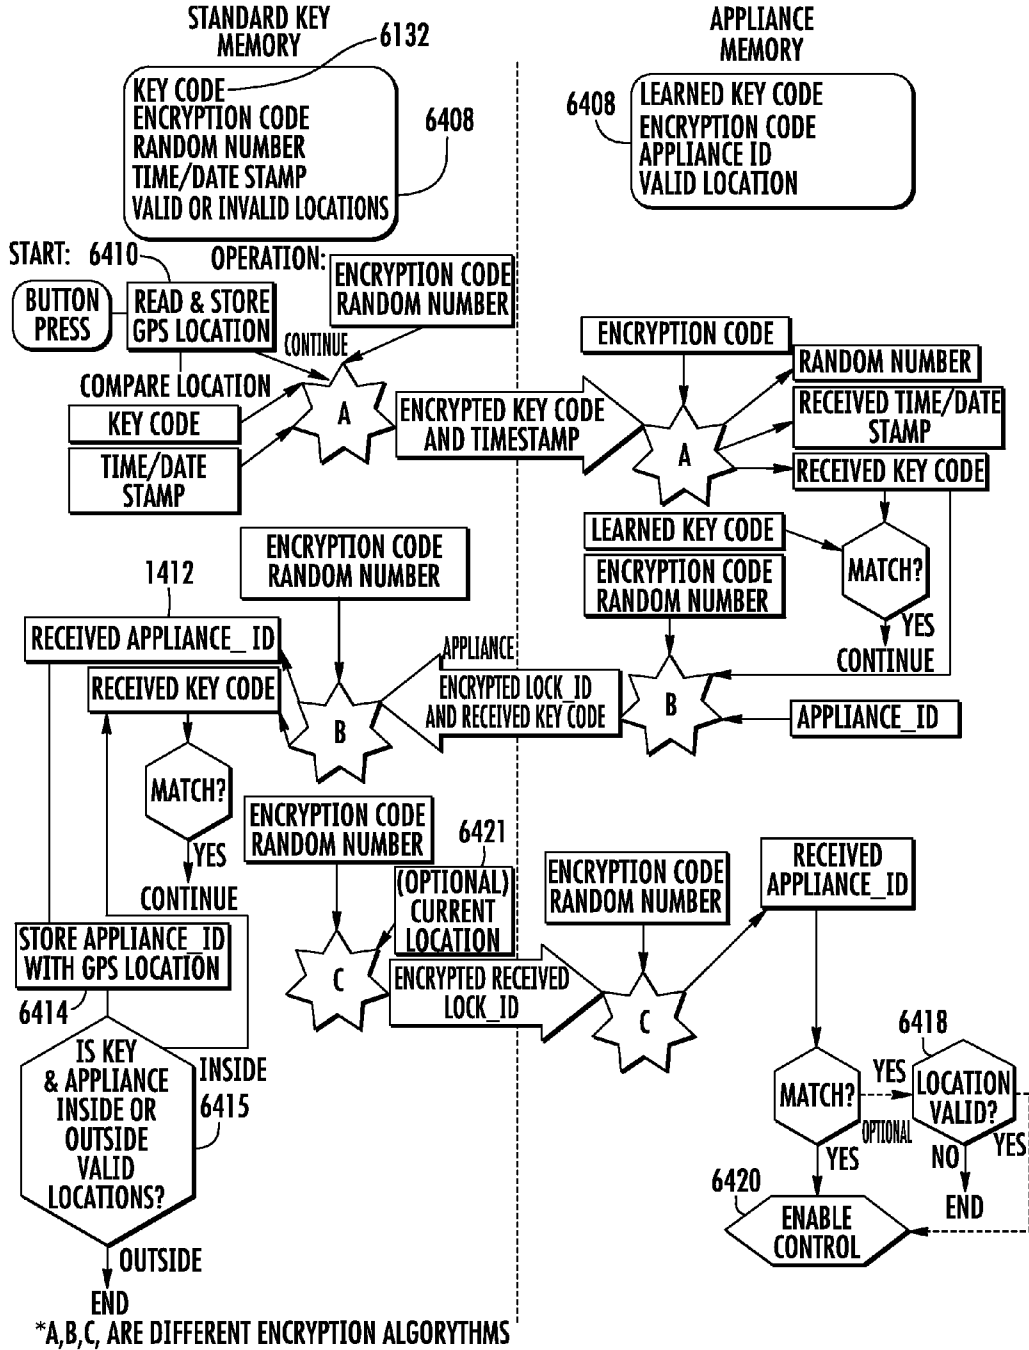 STANDARD KEY
MEMORY
6132
KEY CODE
ENCRYPTION CODE
RANDOM NUMBER
TIME/DATE STAMP
VALID OR INVALID LOCATIONS
6408
APPLIANCE
MEMORY
6408
LEARNED KEY CODE
ENCRYPTION CODE
APPLIANCE ID
VALID LOCATION
START: 6410
OPERATION:
BUTTON
PRESS
READ & STORE
GPS LOCATION
ENCRYPTION CODE
RANDOM NUMBER
CONTINUE
COMPARE LOCATION
KEY CODE
TIME/DATE
STAMP
A
ENCRYPTED KEY CODE
AND TIMESTAMP
ENCRYPTION CODE
A
RANDOM NUMBER
RECEIVED TIME/DATE
STAMP
RECEIVED KEY CODE
LEARNED KEY CODE
MATCH?
YES
CONTINUE
ENCRYPTION CODE
RANDOM NUMBER
B
APPLIANCE_ID
APPLIANCE
ENCRYPTED LOCK_ID
AND RECEIVED KEY CODE
ENCRYPTION CODE
RANDOM NUMBER
B
1412
RECEIVED APPLIANCE_ ID
RECEIVED KEY CODE
MATCH?
YES
CONTINUE
ENCRYPTION CODE
RANDOM NUMBER
6421
(OPTIONAL)
CURRENT
LOCATION
C
ENCRYPTED RECEIVED
LOCK_ID
STORE APPLIANCE_ID
WITH GPS LOCATION
6414
IS KEY
& APPLIANCE
INSIDE OR
OUTSIDE
VALID
LOCATIONS?
INSIDE
6415
OUTSIDE
END
ENCRYPTION CODE
RANDOM NUMBER
C
RECEIVED
APPLIANCE_ID
MATCH?
YES
OPTIONAL
6418
LOCATION
VALID?
YES
NO
YES
END
6420
ENABLE
CONTROL
*A,B,C, ARE DIFFERENT ENCRYPTION ALGORYTHMS